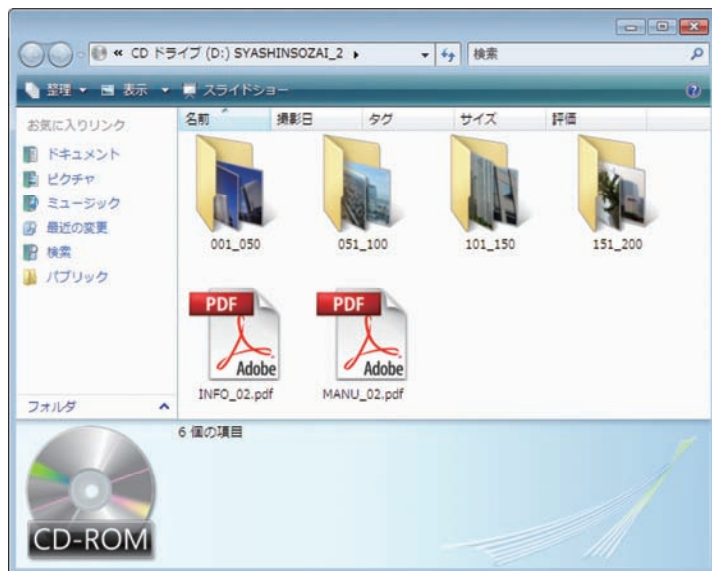 « CD ドライブ (D:) SYASHINSOZAI_2
検索
整理
表示
スライドショー
お気に入りリンク
ドキュメント
ピクチャ
ミュージック
最近の変更
検索
パブリック
フォルダ
名前
撮影日
タグ
サイズ
評価
001_050
051_100
101_150
151_200
PDF
Adobe
INFO_02.pdf
PDF
Adobe
MANU_02.pdf
6 個の項目
CD-ROM